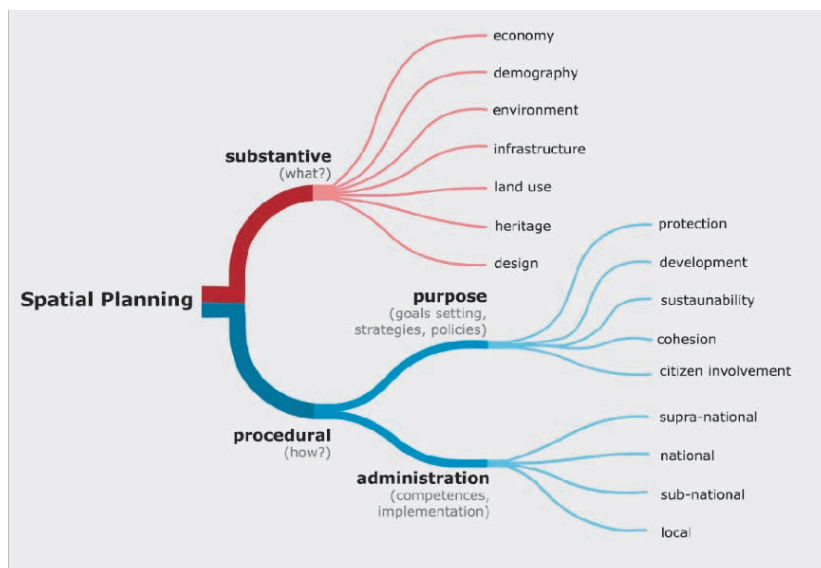 Spatial Planning
substantive
(what?)
economy
demography
environment
infrastructure
land use
heritage
design
procedural
(how?)
purpose
(goals setting,
strategies, policies)
protection
development
sustaunability
cohesion
citizen involvement
administration
(competences,
implementation)
supra-national
national
sub-national
local